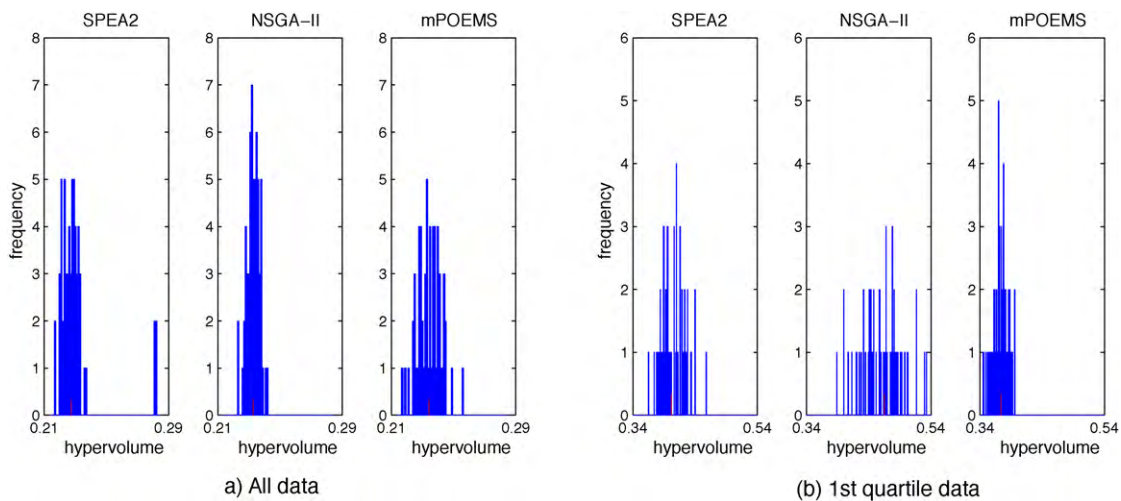 SPEA2 NSGA-II mPOEMS
8 8 8
7 7 7
6 6 6
5 5 5
4 4 4
3 3 3
2 2 2
1 1 1
0 0 0
frequency
0.21 0.29 0.21 0.29 0.21 0.29
hypervolume hypervolume hypervolume
a) All data
SPEA2 NSGA-II mPOEMS
6 6 6
5 5 5
4 4 4
3 3 3
2 2 2
1 1 1
0 0 0
frequency
0.34 0.54 0.34 0.54 0.34 0.54
hypervolume hypervolume hypervolume
(b) 1st quartile data